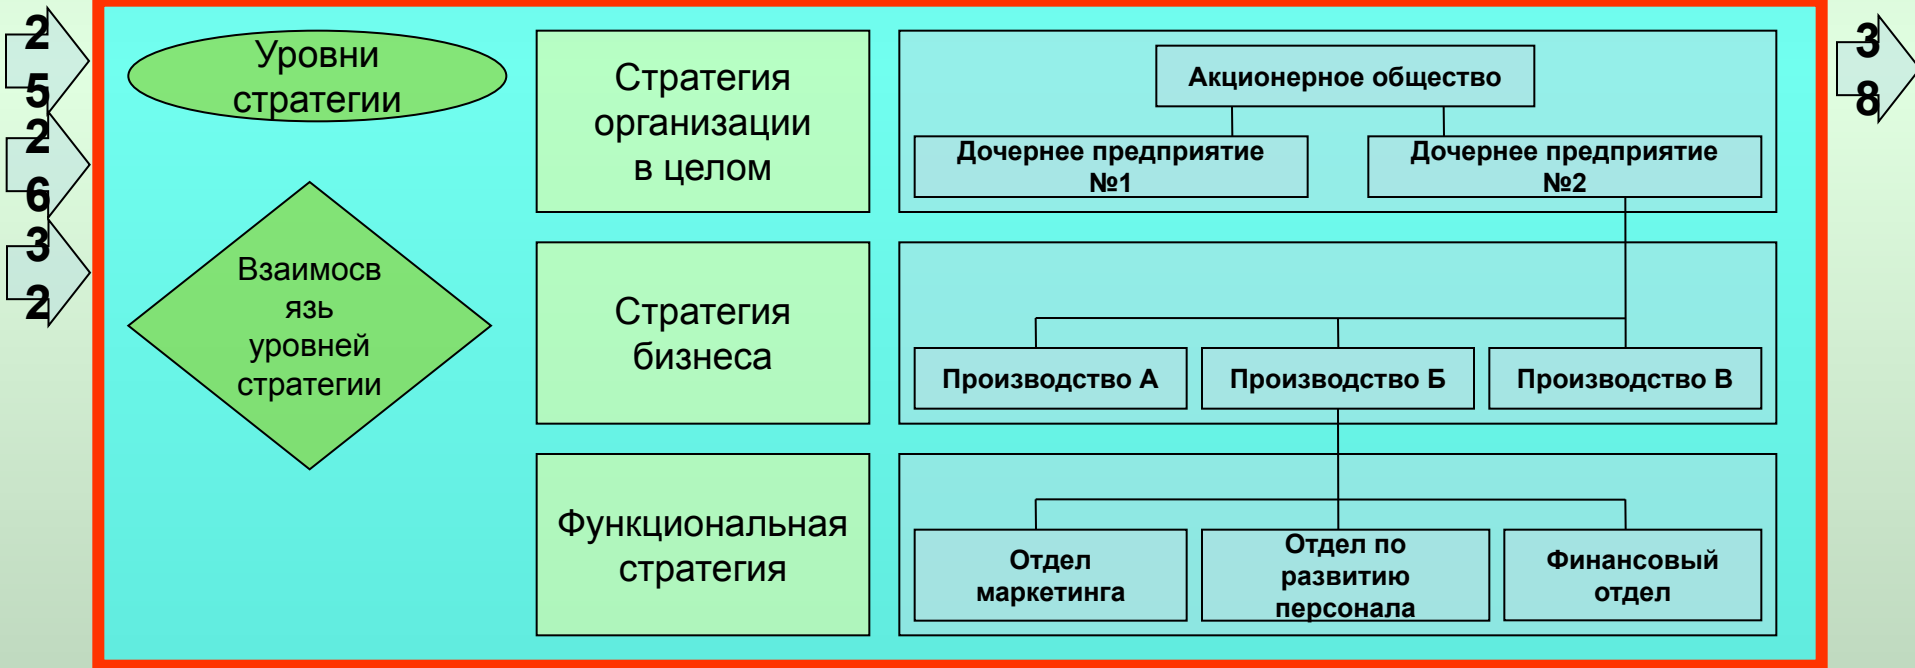 2
5
2
6
3
2
Уровни
стратегии
Взаимосв
язь
уровней
стратегии
Стратегия
организации
в целом
Акционерное общество
Дочернее предприятие
№1
Дочернее предприятие
№2
Стратегия
бизнеса
Производство А
Производство Б
Производство В
Функциональная
стратегия
Отдел
маркетинга
Отдел по
развитию
персонала
Финансовый
отдел
3
8